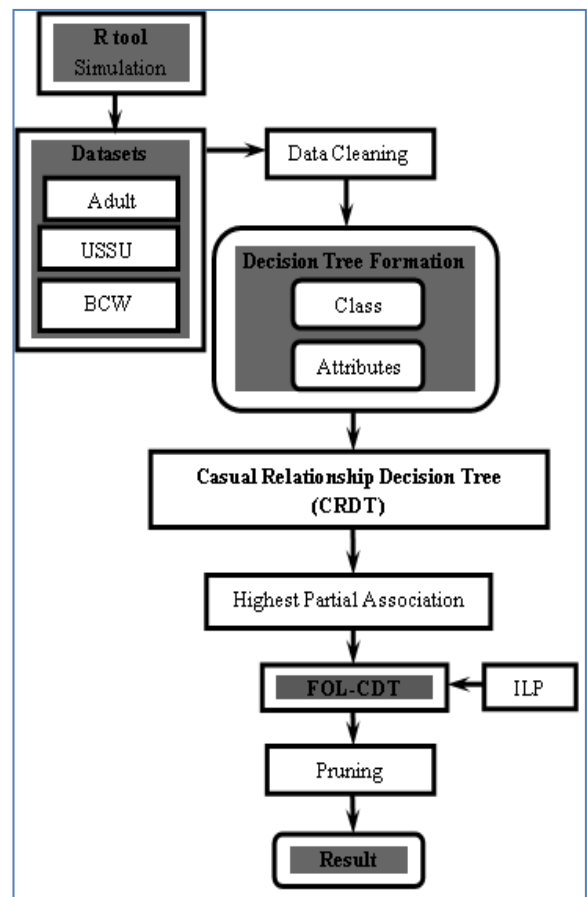 R tool
Simulation
Datasets
Adult
USSU
BCW
Data Cleaning
Decision Tree Formation
Class
Attributes
Casual Relationship Decision Tree
(CRDT)
Highest Partial Association
FOL-CDT
ILP
Pruning
Result